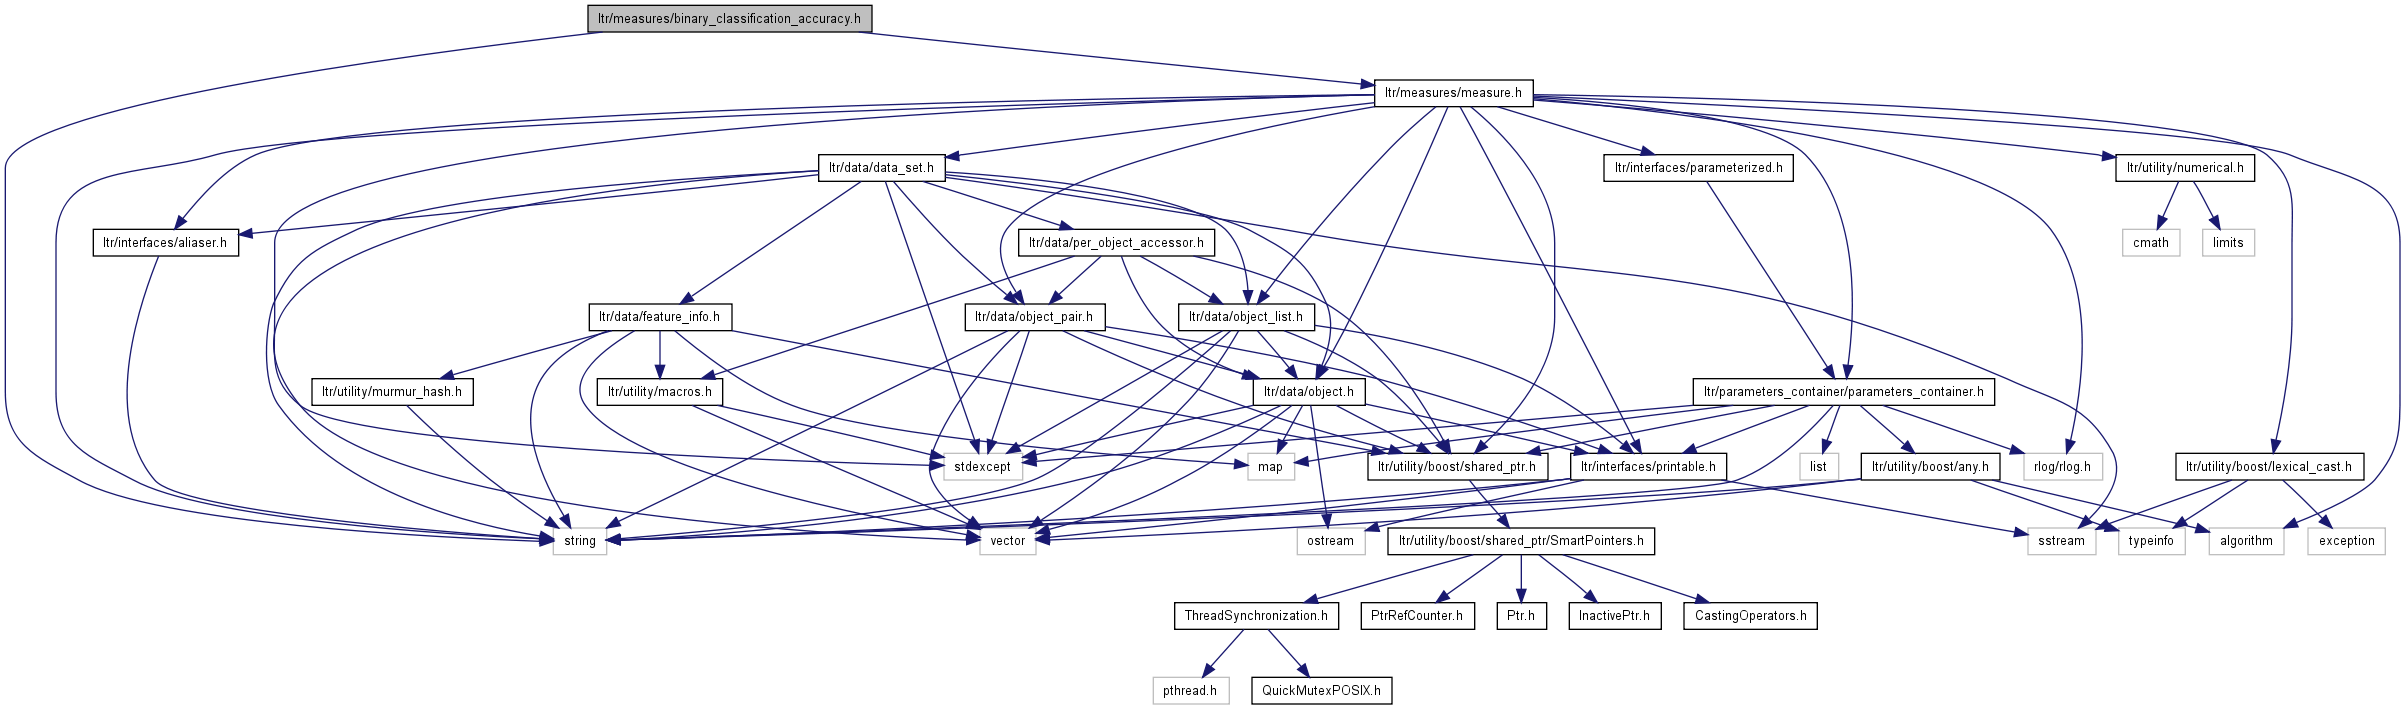 ltr/measures/binary_classification_accuracy.h
ltr/measures/measure.h
ltr/data/data_set.h
ltr/interfaces/parameterized.h
ltr/utility/numerical.h
ltr/interfaces/aliaser.h
ltr/data/per_object_accessor.h
cmath
limits
ltr/data/feature_info.h
ltr/data/object_pair.h
ltr/data/object_list.h
ltr/utility/murmur_hash.h
ltr/utility/macros.h
ltr/data/object.h
ltr/parameters_container/parameters_container.h
stdexcept
map
ltr/utility/boost/shared_ptr.h
ltr/interfaces/printable.h
list
ltr/utility/boost/any.h
rlog/rlog.h
ltr/utility/boost/lexical_cast.h
string
vector
ostream
ltr/utility/boost/shared_ptr/SmartPointers.h
sstream
typeinfo
algorithm
exception
ThreadSynchronization.h
PtrRefCounter.h
Ptr.h
InactivePtr.h
CastingOperators.h
pthread.h
QuickMutexPOSIX.h